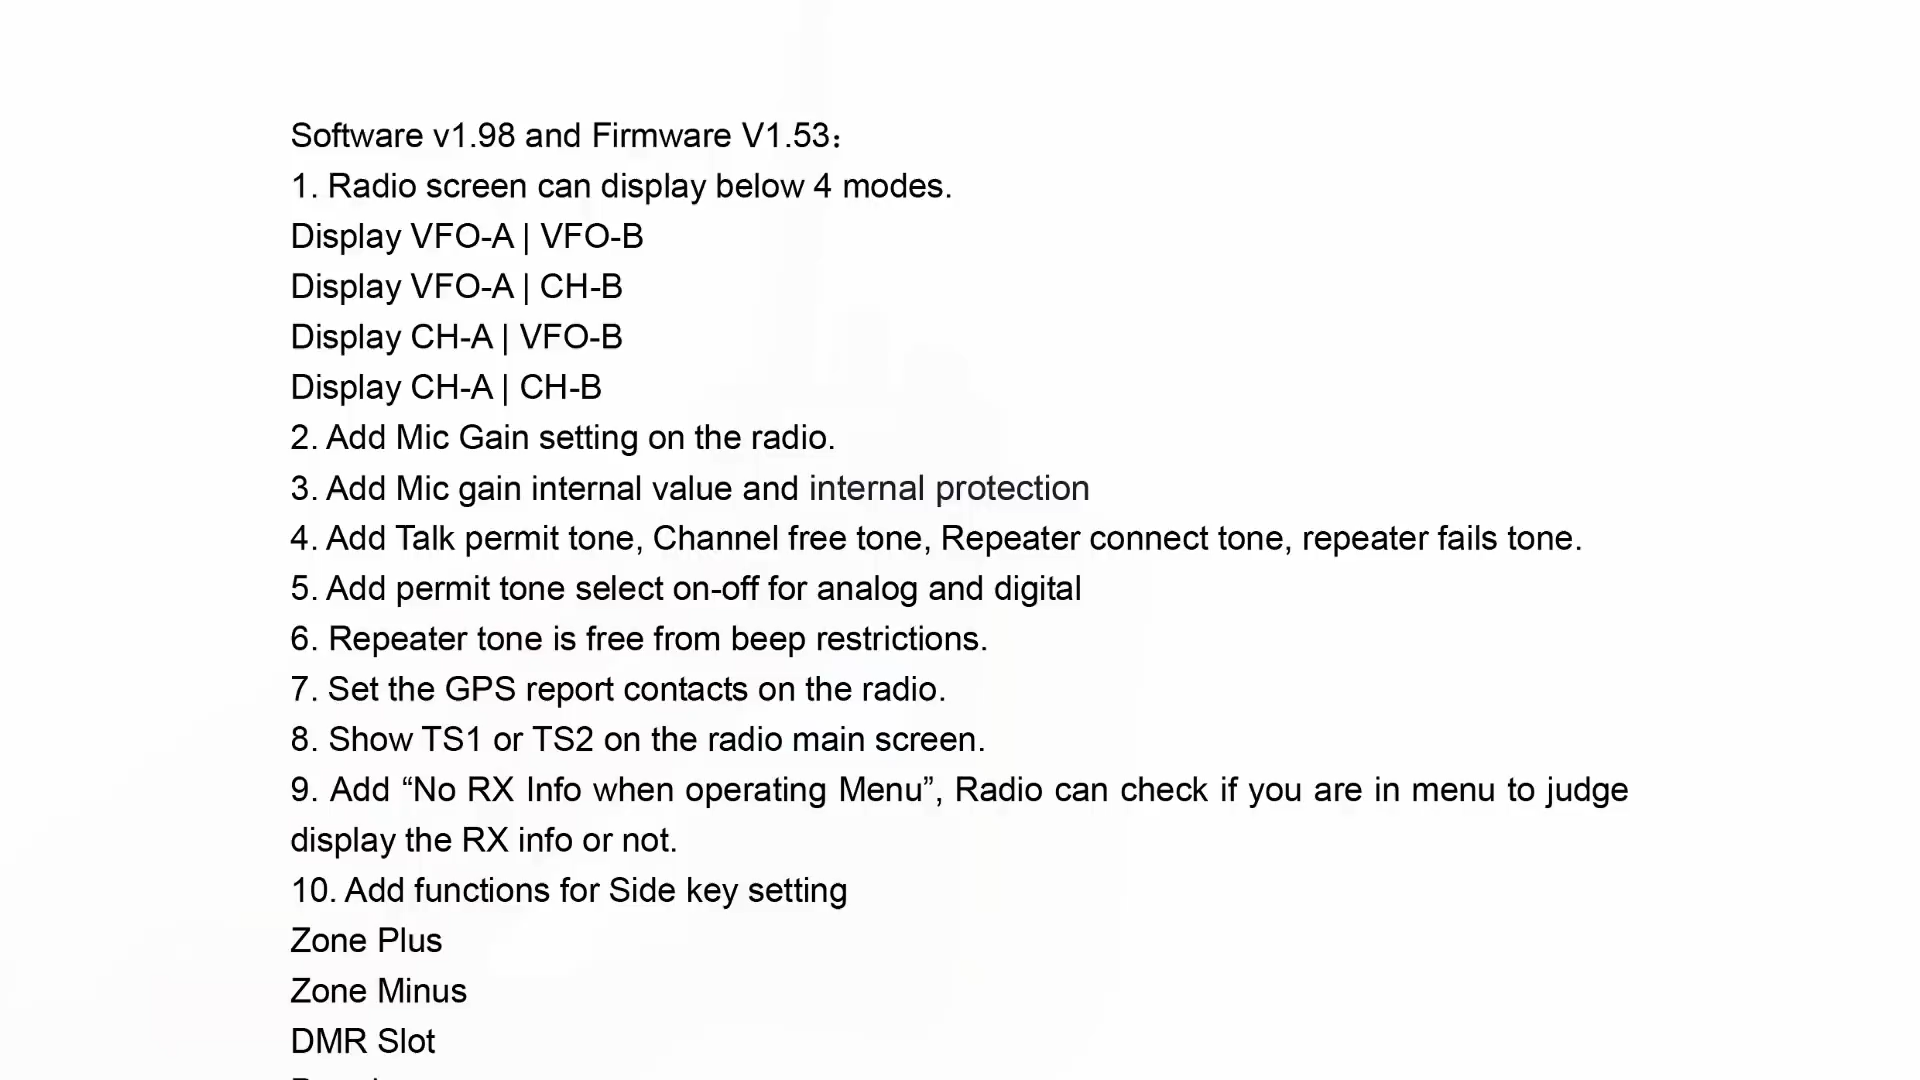 Software v1.98 and Firmware V1.53：
1. Radio screen can display below 4 modes.
Display VFO-A | VFO-B
Display VFO-A | CH-B
Display CH-A | VFO-B
Display CH-A | CH-B
2. Add Mic Gain setting on the radio.
3. Add Mic gain internal value and internal protection
4. Add Talk permit tone, Channel free tone, Repeater connect tone, repeater fails tone.
5. Add permit tone select on-off for analog and digital
6. Repeater tone is free from beep restrictions.
7. Set the GPS report contacts on the radio.
8. Show TS1 or TS2 on the radio main screen.
9. Add “No RX Info when operating Menu”, Radio can check if you are in menu to judge
display the RX info or not.
10. Add functions for Side key setting
Zone Plus
Zone Minus
DMR Slot